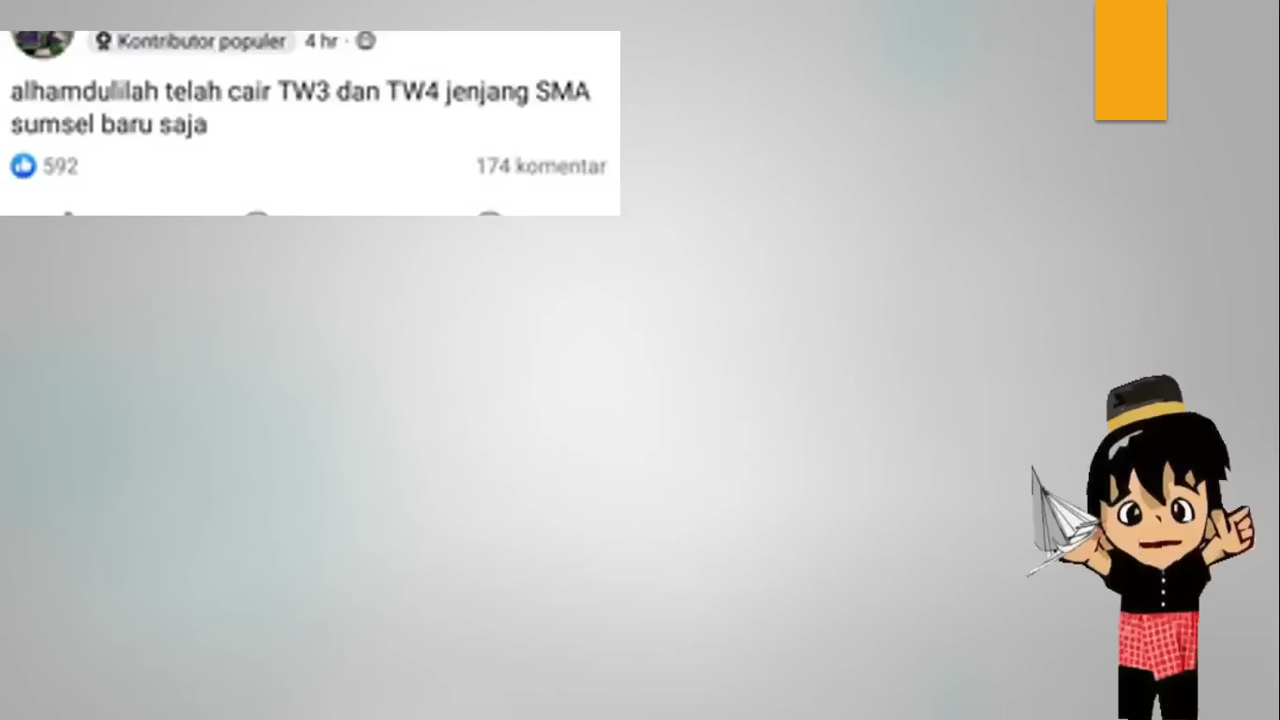 Kontributor populer 4 hr ·
alhamdulilah telah cair TW3 dan TW4 jenjang SMA
sumsel baru saja
592 174 komentar